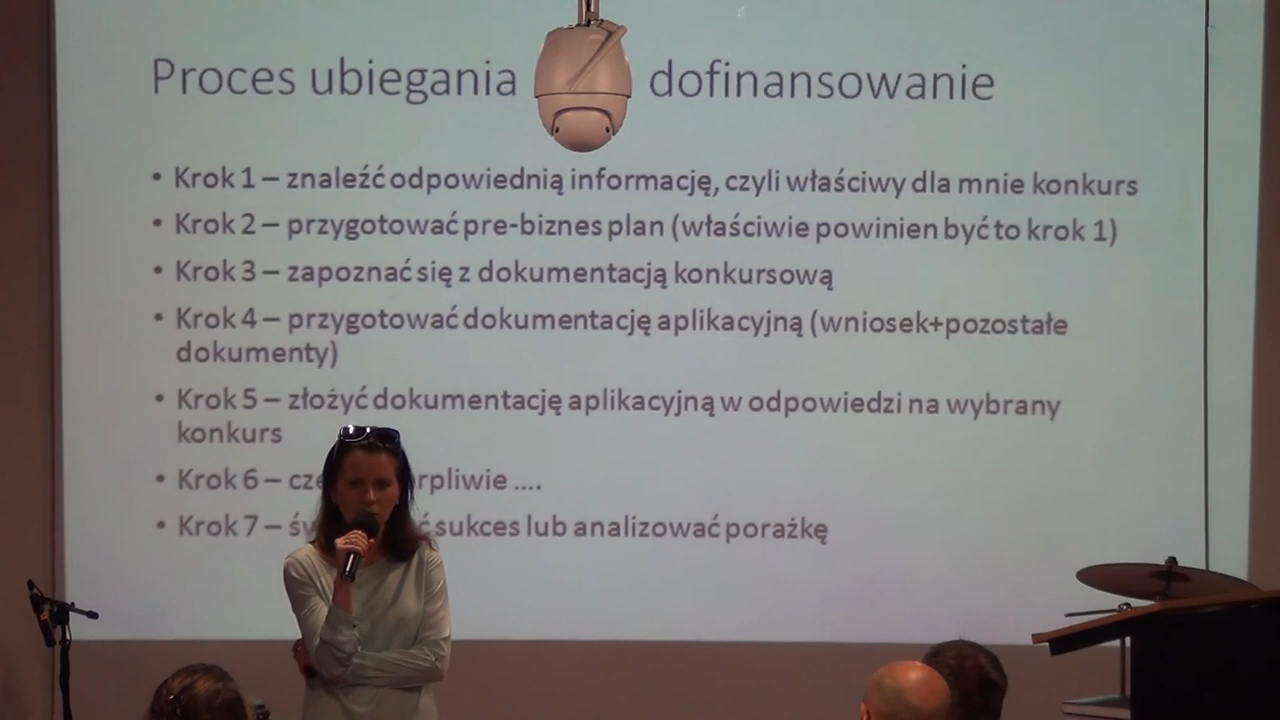 Proces ubiegania dofinansowanie
• Krok 1 – znaleźć odpowiednią informację, czyli właściwy dla mnie konkurs
• Krok 2 – przygotować pre-biznes plan (właściwie powinien być to krok 1)
• Krok 3 – zapoznać się z dokumentacją konkursową
• Krok 4 – przygotować dokumentację aplikacyjną (wniosek+pozostałe
dokumenty)
• Krok 5 – złożyć dokumentację aplikacyjną w odpowiedzi na wybrany
konkurs
• Krok 6 – ....
• Krok 7 – sukces lub analizować porażkę